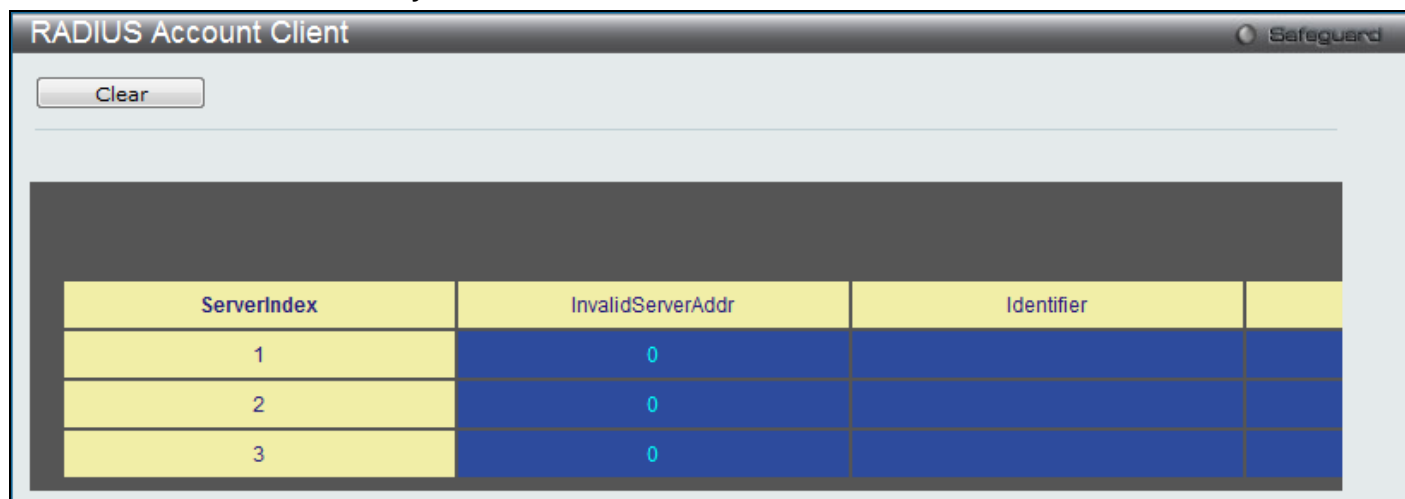 RADIUS Account Client
Safeguard
Clear
ServerIndex InvalidServerAddr Identifier
1 0
2 0
3 0